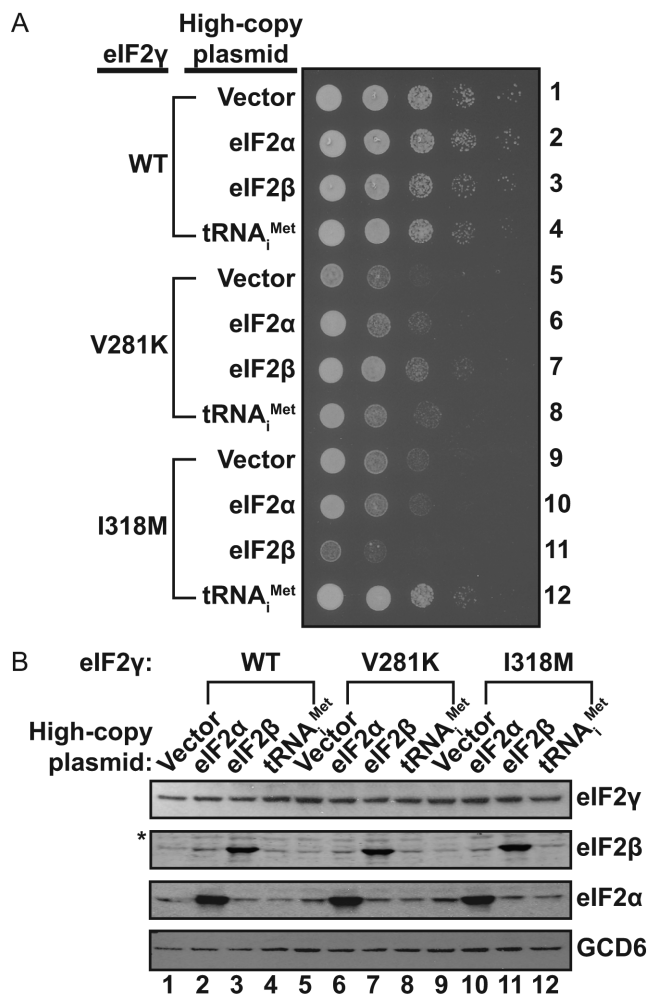 A
High-copy
eIF2γ plasmid
Vector 1
eIF2α 2
WT
eIF2β 3
tRNAiMet 4
Vector 5
eIF2α 6
V281K
eIF2β 7
tRNAiMet 8
Vector 9
eIF2α 10
I318M
eIF2β 11
tRNAiMet 12
B eIF2γ: WT V281K I318M
High-copy
plasmid: Vector eIF2α eIF2β tRNAiMet Vector eIF2α eIF2β tRNAiMet Vector eIF2α eIF2β tRNAiMet
eIF2γ
* eIF2β
eIF2α
GCD6
1 2 3 4 5 6 7 8 9 10 11 12